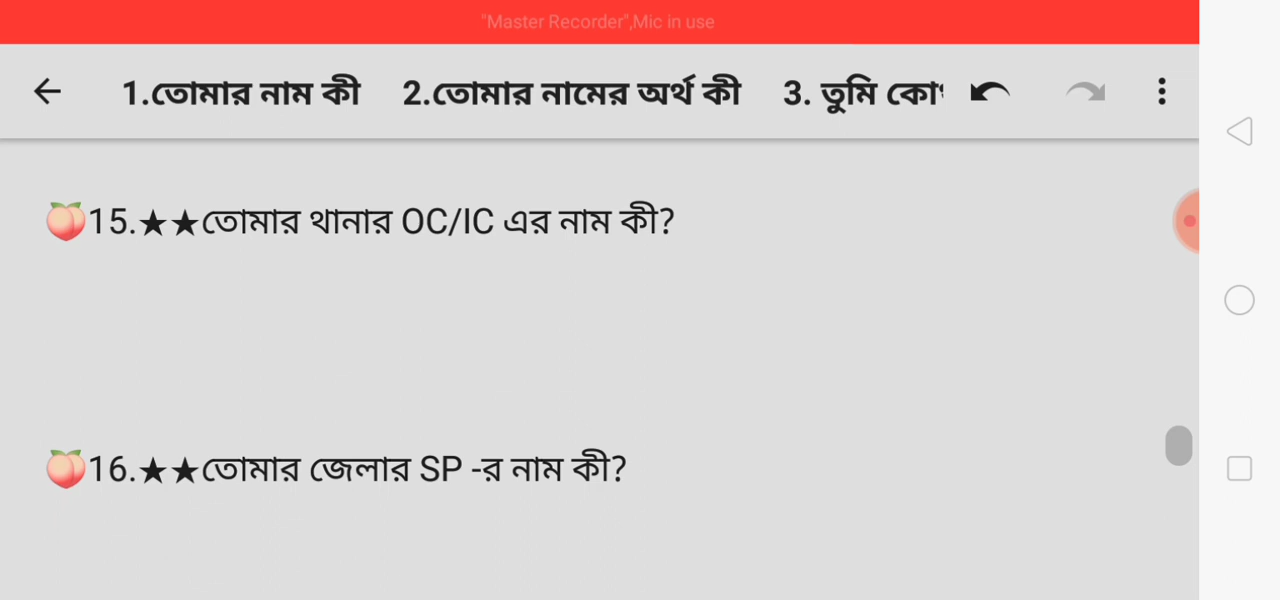 "Master Recorder",Mic in use
1.তোমার নাম কী 2.তোমার নামের অর্থ কী 3. তুমি
🍑15.★★তোমার থানার OC/IC এর নাম কী?
🍑16.★★তোমার জেলার SP -র নাম কী?